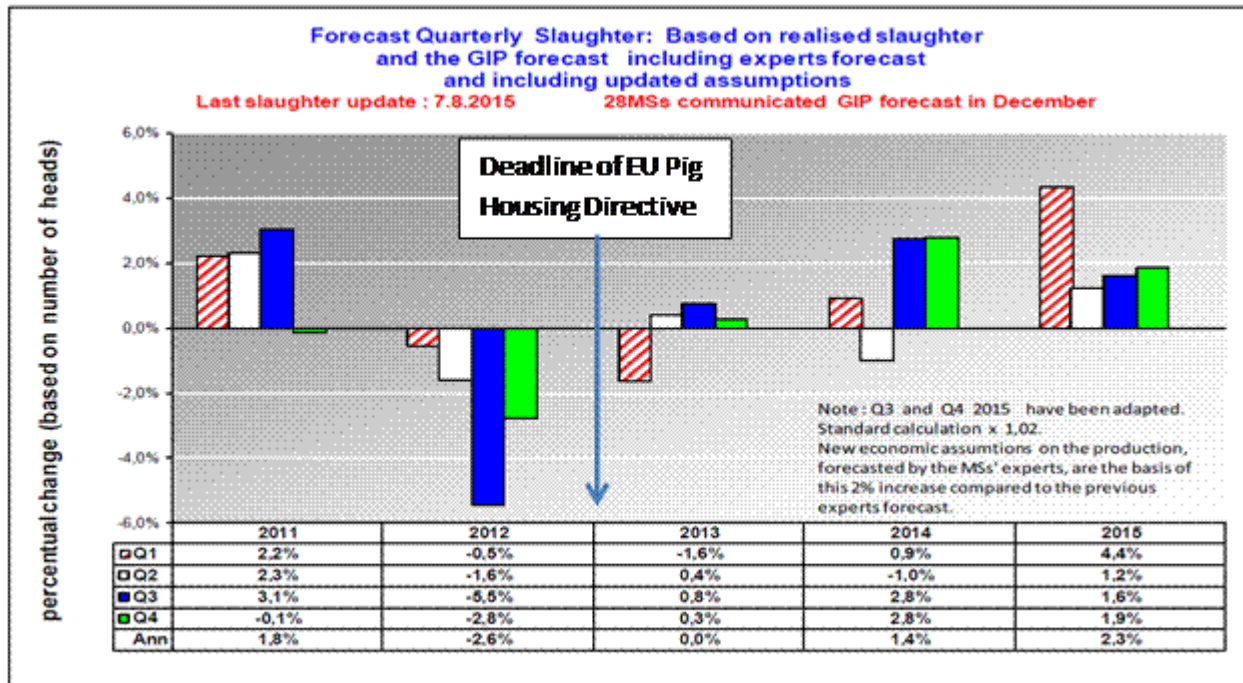 Forecast Quarterly Slaughter: Based on realised slaughter
and the GIP forecast including experts forecast
and including updated assumptions
Last slaughter update : 7.8.2015 28MSs communicated GIP forecast in December
percentual change (based on number of heads)
6,0%
4,0%
2,0%
0,0%
-2,0%
-4,0%
-6,0%
Deadline of EU Pig
Housing Directive
Note : Q3 and Q4 2015 have been adapted.
Standard calculation x 1,02.
New economic assumtions on the production,
forecasted by the MSs' experts, are the basis of
this 2% increase compared to the previous
experts forecast.
2011 2012 2013 2014 2015
Q1 2,2% -0,5% -1,6% 0,9% 4,4%
Q2 2,3% -1,6% 0,4% -1,0% 1,2%
Q3 3,1% -5,5% 0,8% 2,8% 1,6%
Q4 -0,1% -2,8% 0,3% 2,8% 1,9%
Ann 1,8% -2,6% 0,0% 1,4% 2,3%